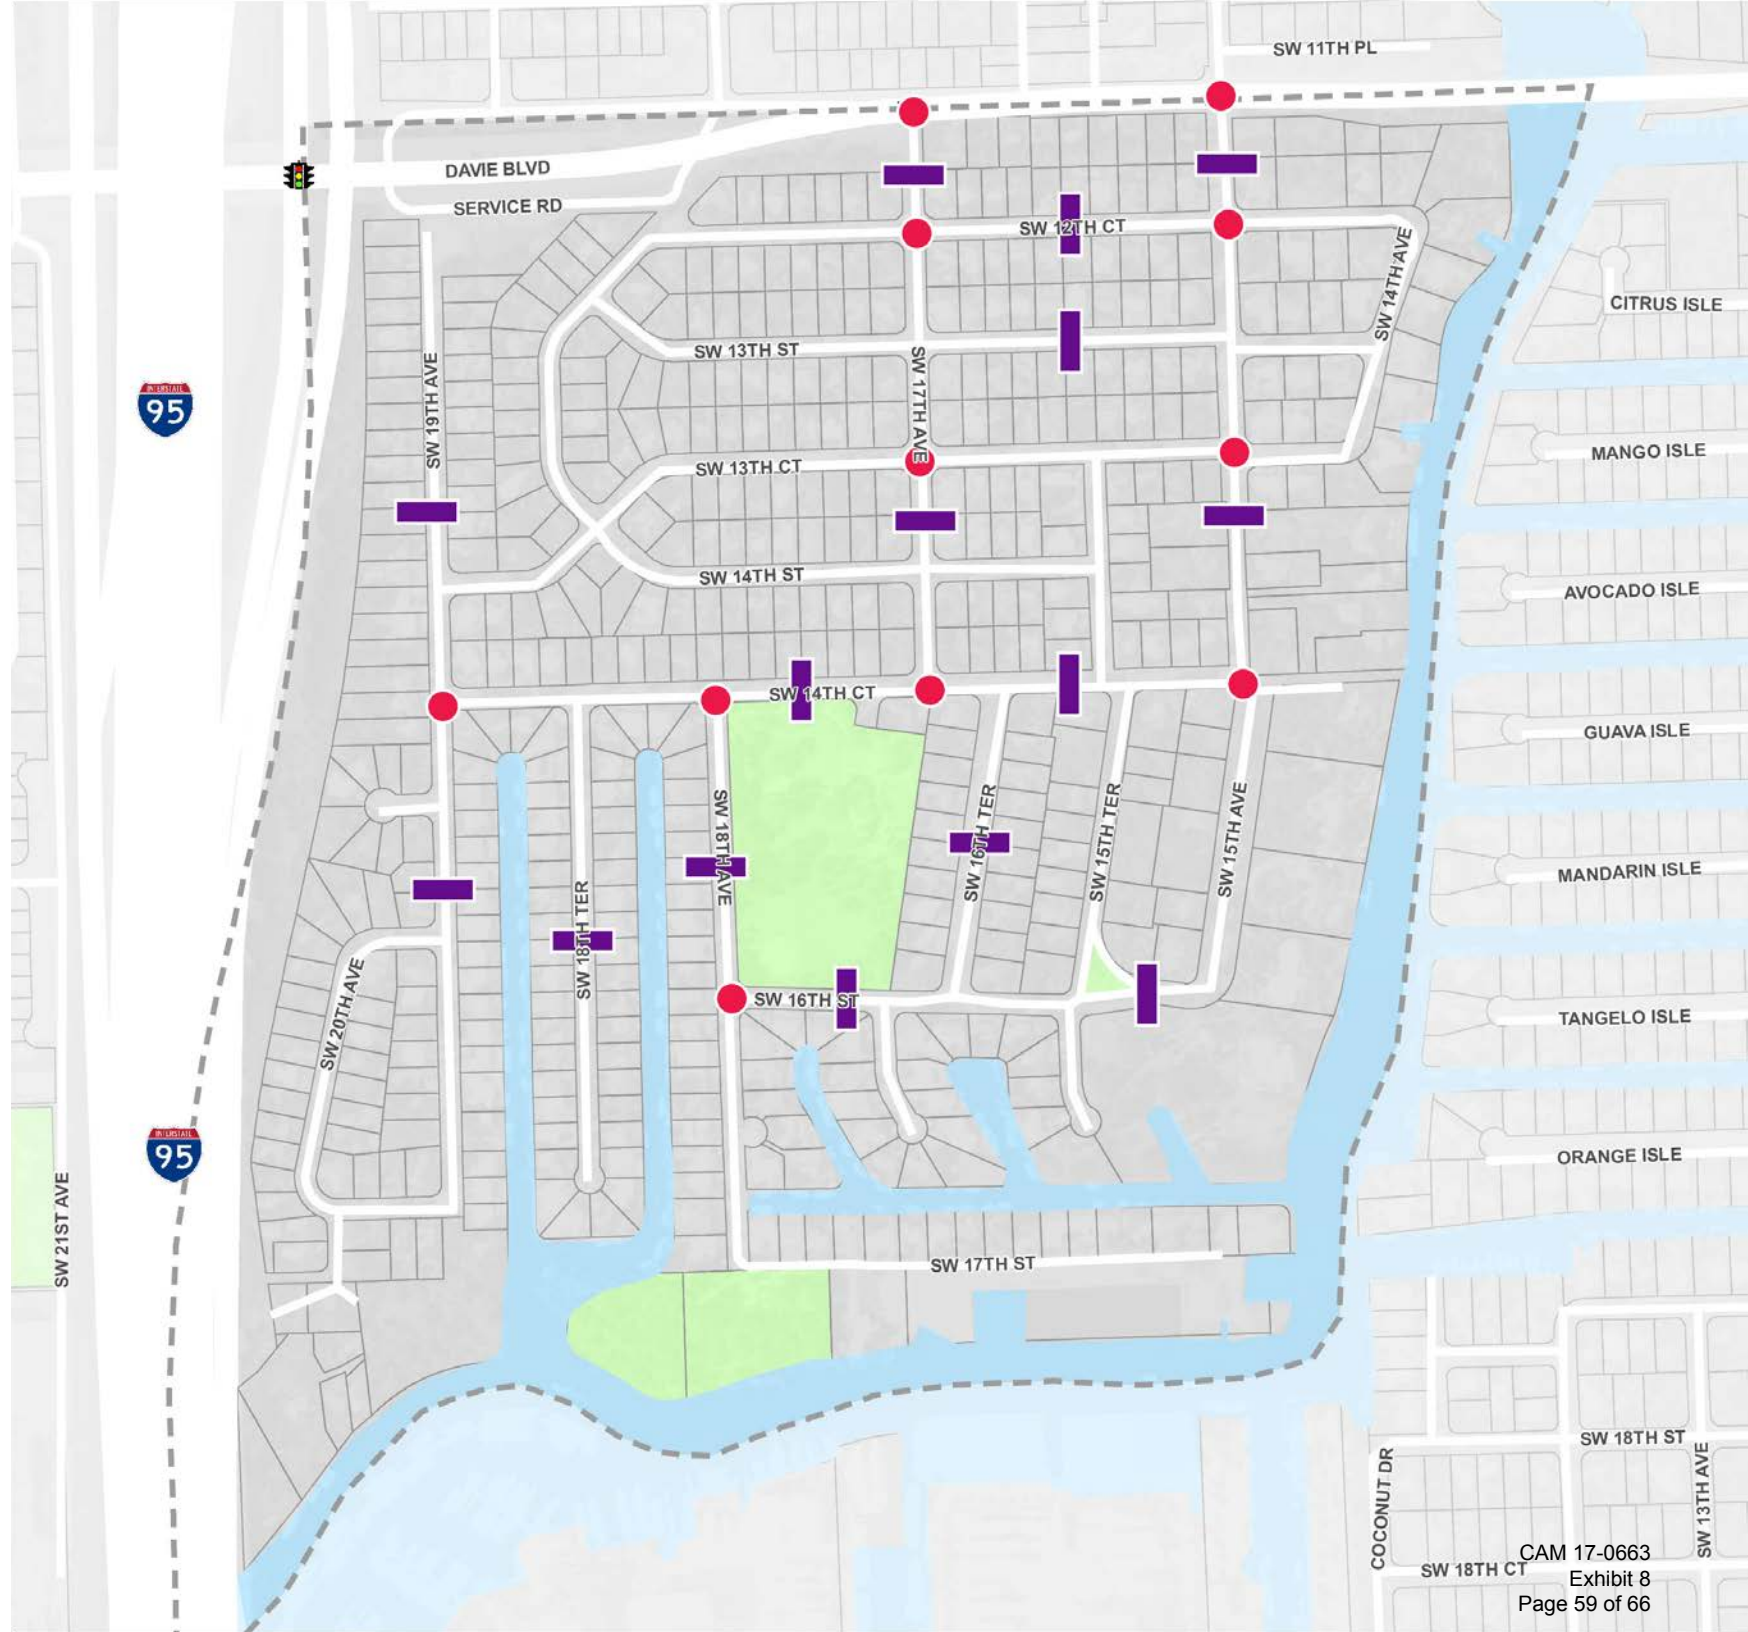 SW 11TH PL
DAVIE BLVD
SERVICE RD
SW 12TH CT
SW 14TH AVE
CITRUS ISLE
SW 13TH ST
SW 19TH AVE
SW 17TH AVE
INTERSTATE
95
MANGO ISLE
SW 13TH CT
SW 14TH ST
AVOCADO ISLE
SW 14TH CT
GUAVA ISLE
SW 18TH AVE
SW 16TH TER
SW 15TH TER
SW 15TH AVE
MANDARIN ISLE
SW 18TH TER
SW 20TH AVE
SW 16TH ST
TANGELO ISLE
INTERSTATE
95
ORANGE ISLE
SW 21ST AVE
SW 17TH ST
SW 18TH ST
COCONUT DR
SW 13TH AVE
SW 18TH CT
CAM 17-0663
Exhibit 8
Page 59 of 66